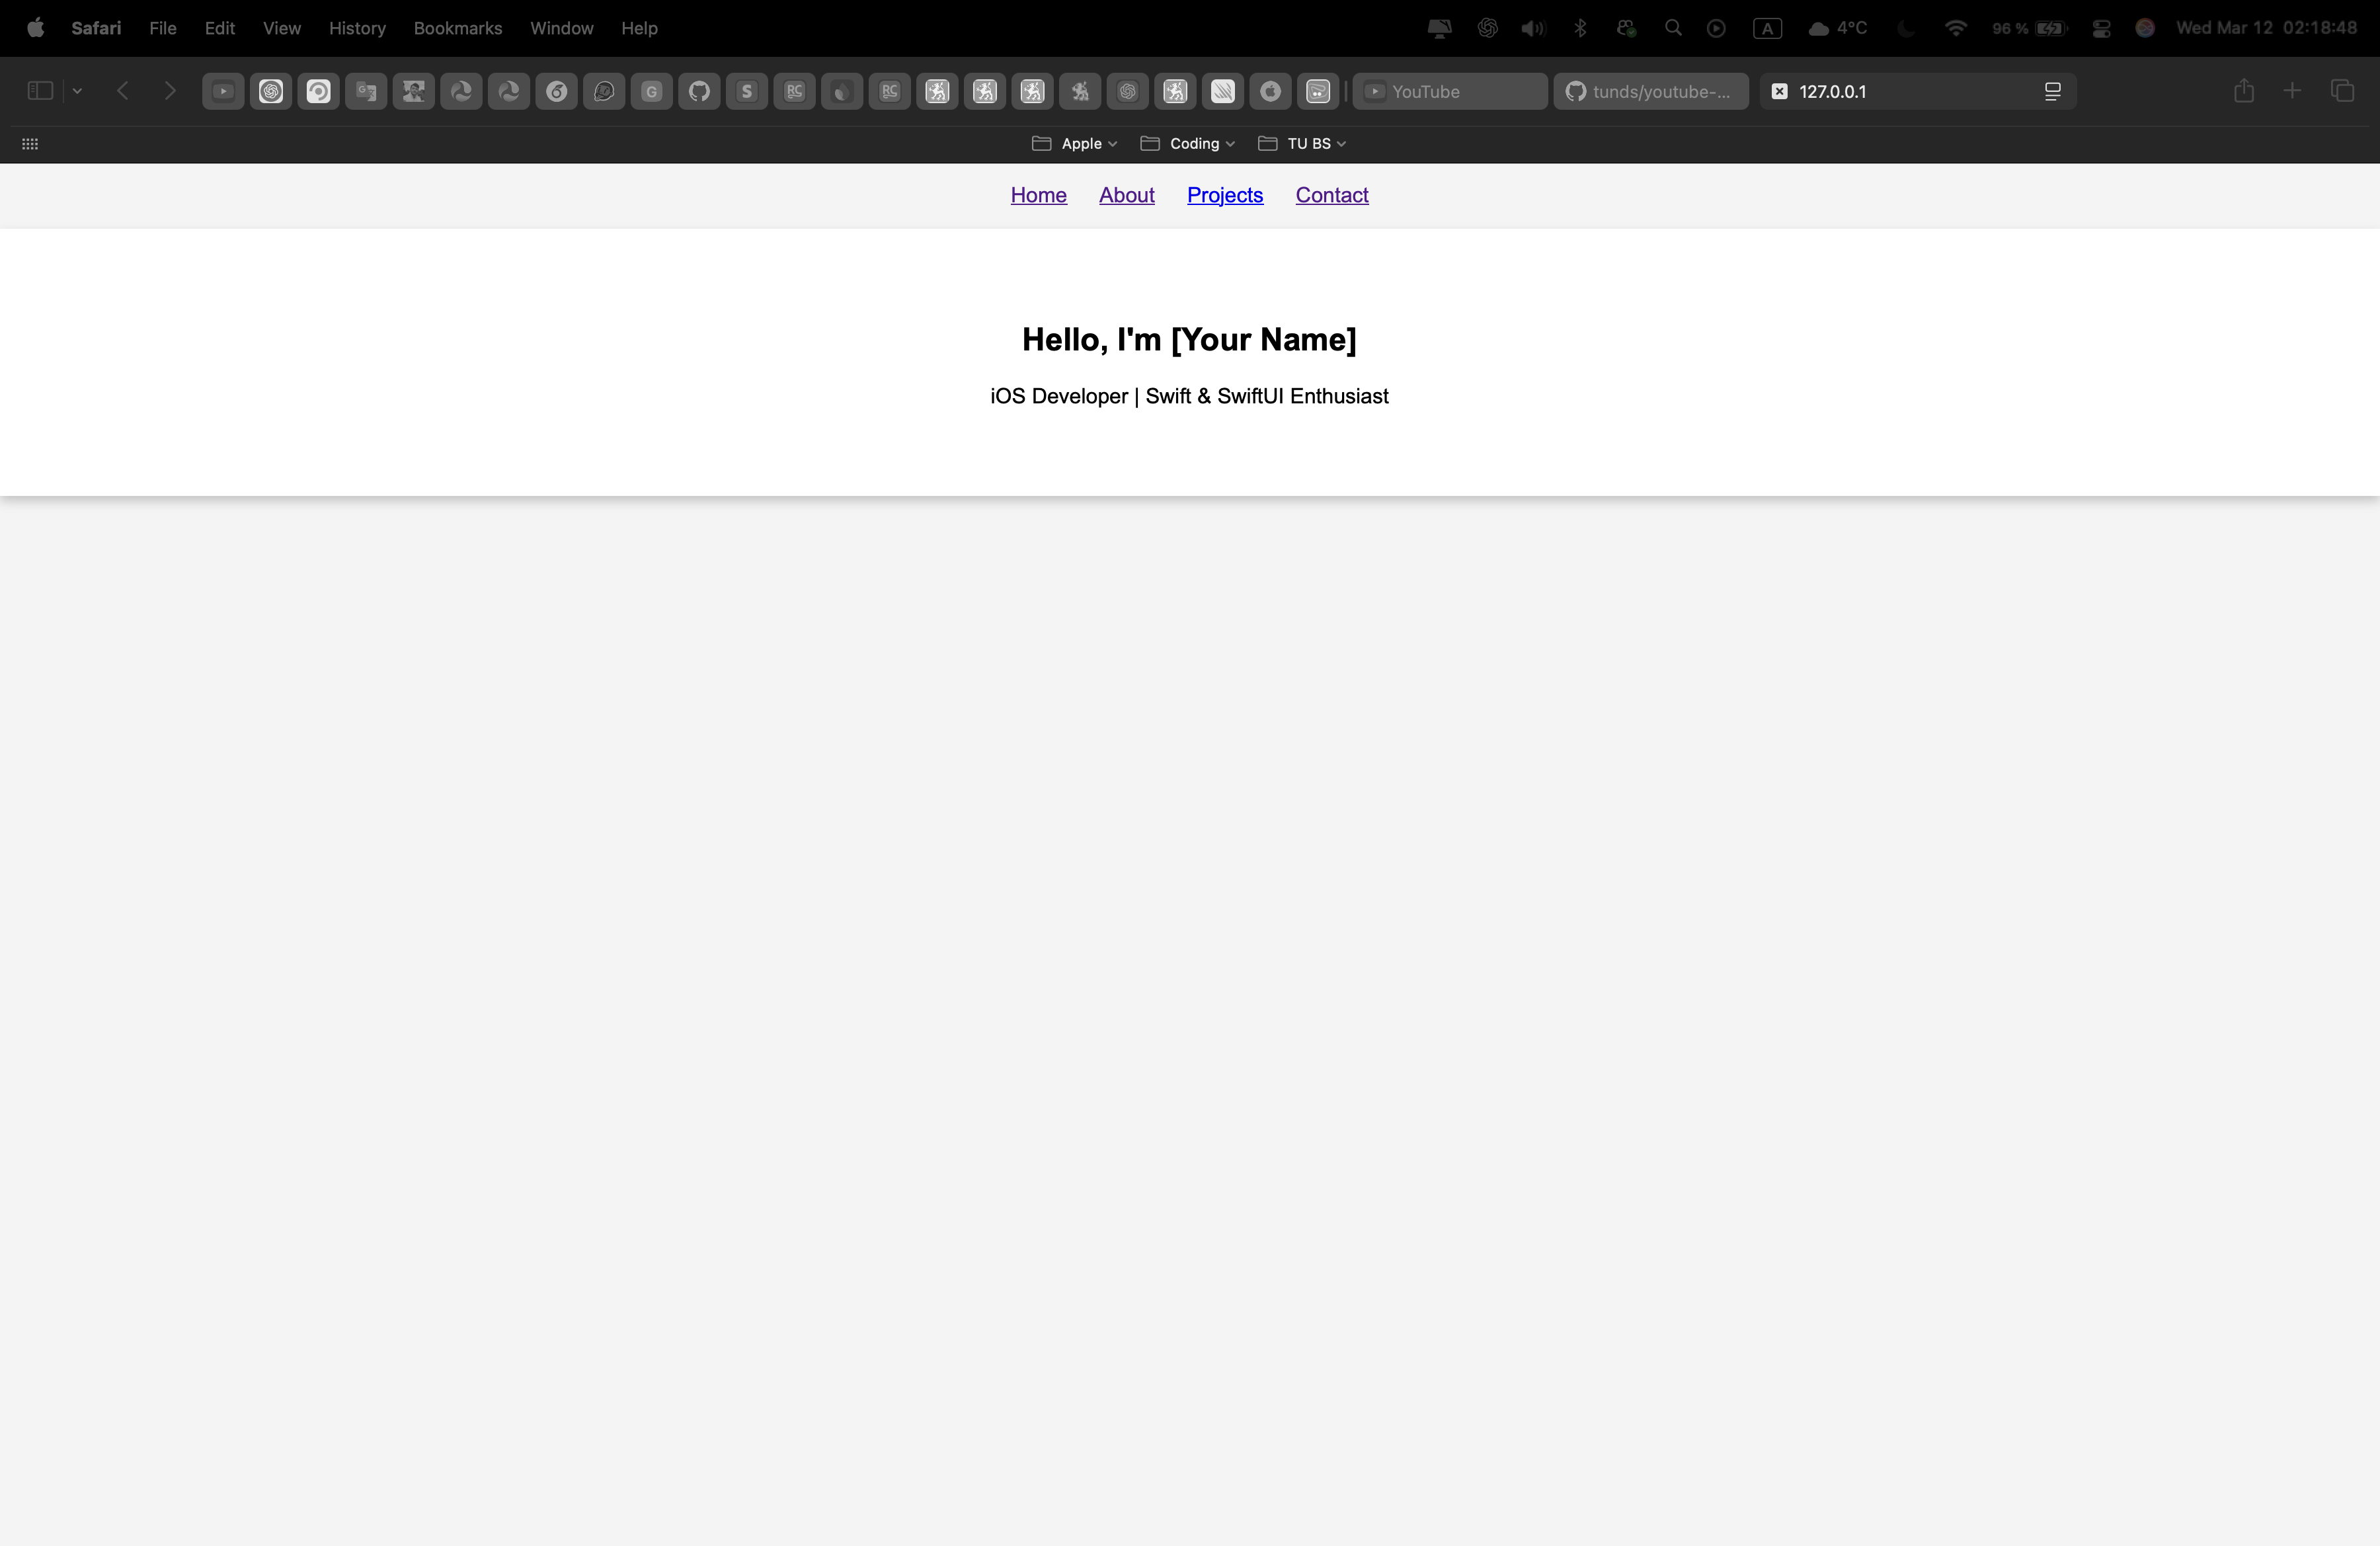 Safari File Edit View History Bookmarks Window Help A 4°C 96 % Wed Mar 12 02:18:48
G S RC RC YouTube tunds/youtube-... 127.0.0.1
Apple Coding TU BS
Home About Projects Contact
Hello, I'm [Your Name]
iOS Developer | Swift & SwiftUI Enthusiast